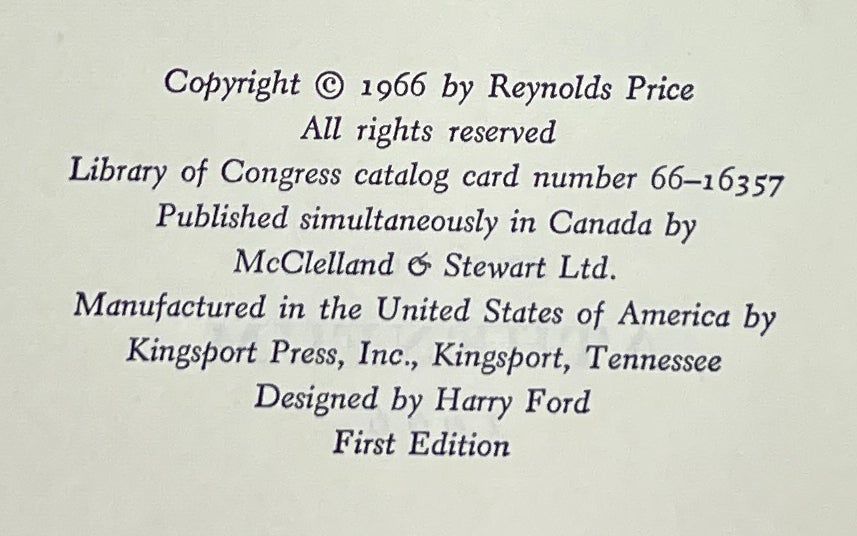 Copyright © 1966 by Reynolds Price
All rights reserved
Library of Congress catalog card number 66–16357
Published simultaneously in Canada by
McClelland & Stewart Ltd.
Manufactured in the United States of America by
Kingsport Press, Inc., Kingsport, Tennessee
Designed by Harry Ford
First Edition